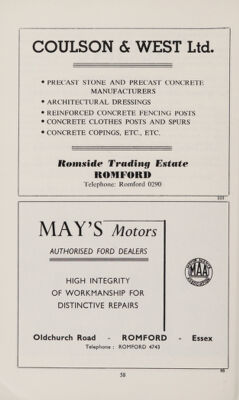 COULSON & WEST Ltd.
• PRECAST STONE AND PRECAST CONCRETE
MANUFACTURERS
• ARCHITECTURAL DRESSINGS
• REINFORCED CONCRETE FENCING POSTS
• CONCRETE CLOTHES POSTS AND SPURS
• CONCRETE COPINGS, ETC., ETC.
Romside Trading Estate
ROMFORD
Telephone: Romford 0290
MAY'S Motors
AUTHORISED FORD DEALERS
HIGH INTEGRITY
OF WORKMANSHIP FOR
DISTINCTIVE REPAIRS
MAA
Oldchurch Road - ROMFORD - Essex
Telephone : ROMFORD 4743
58